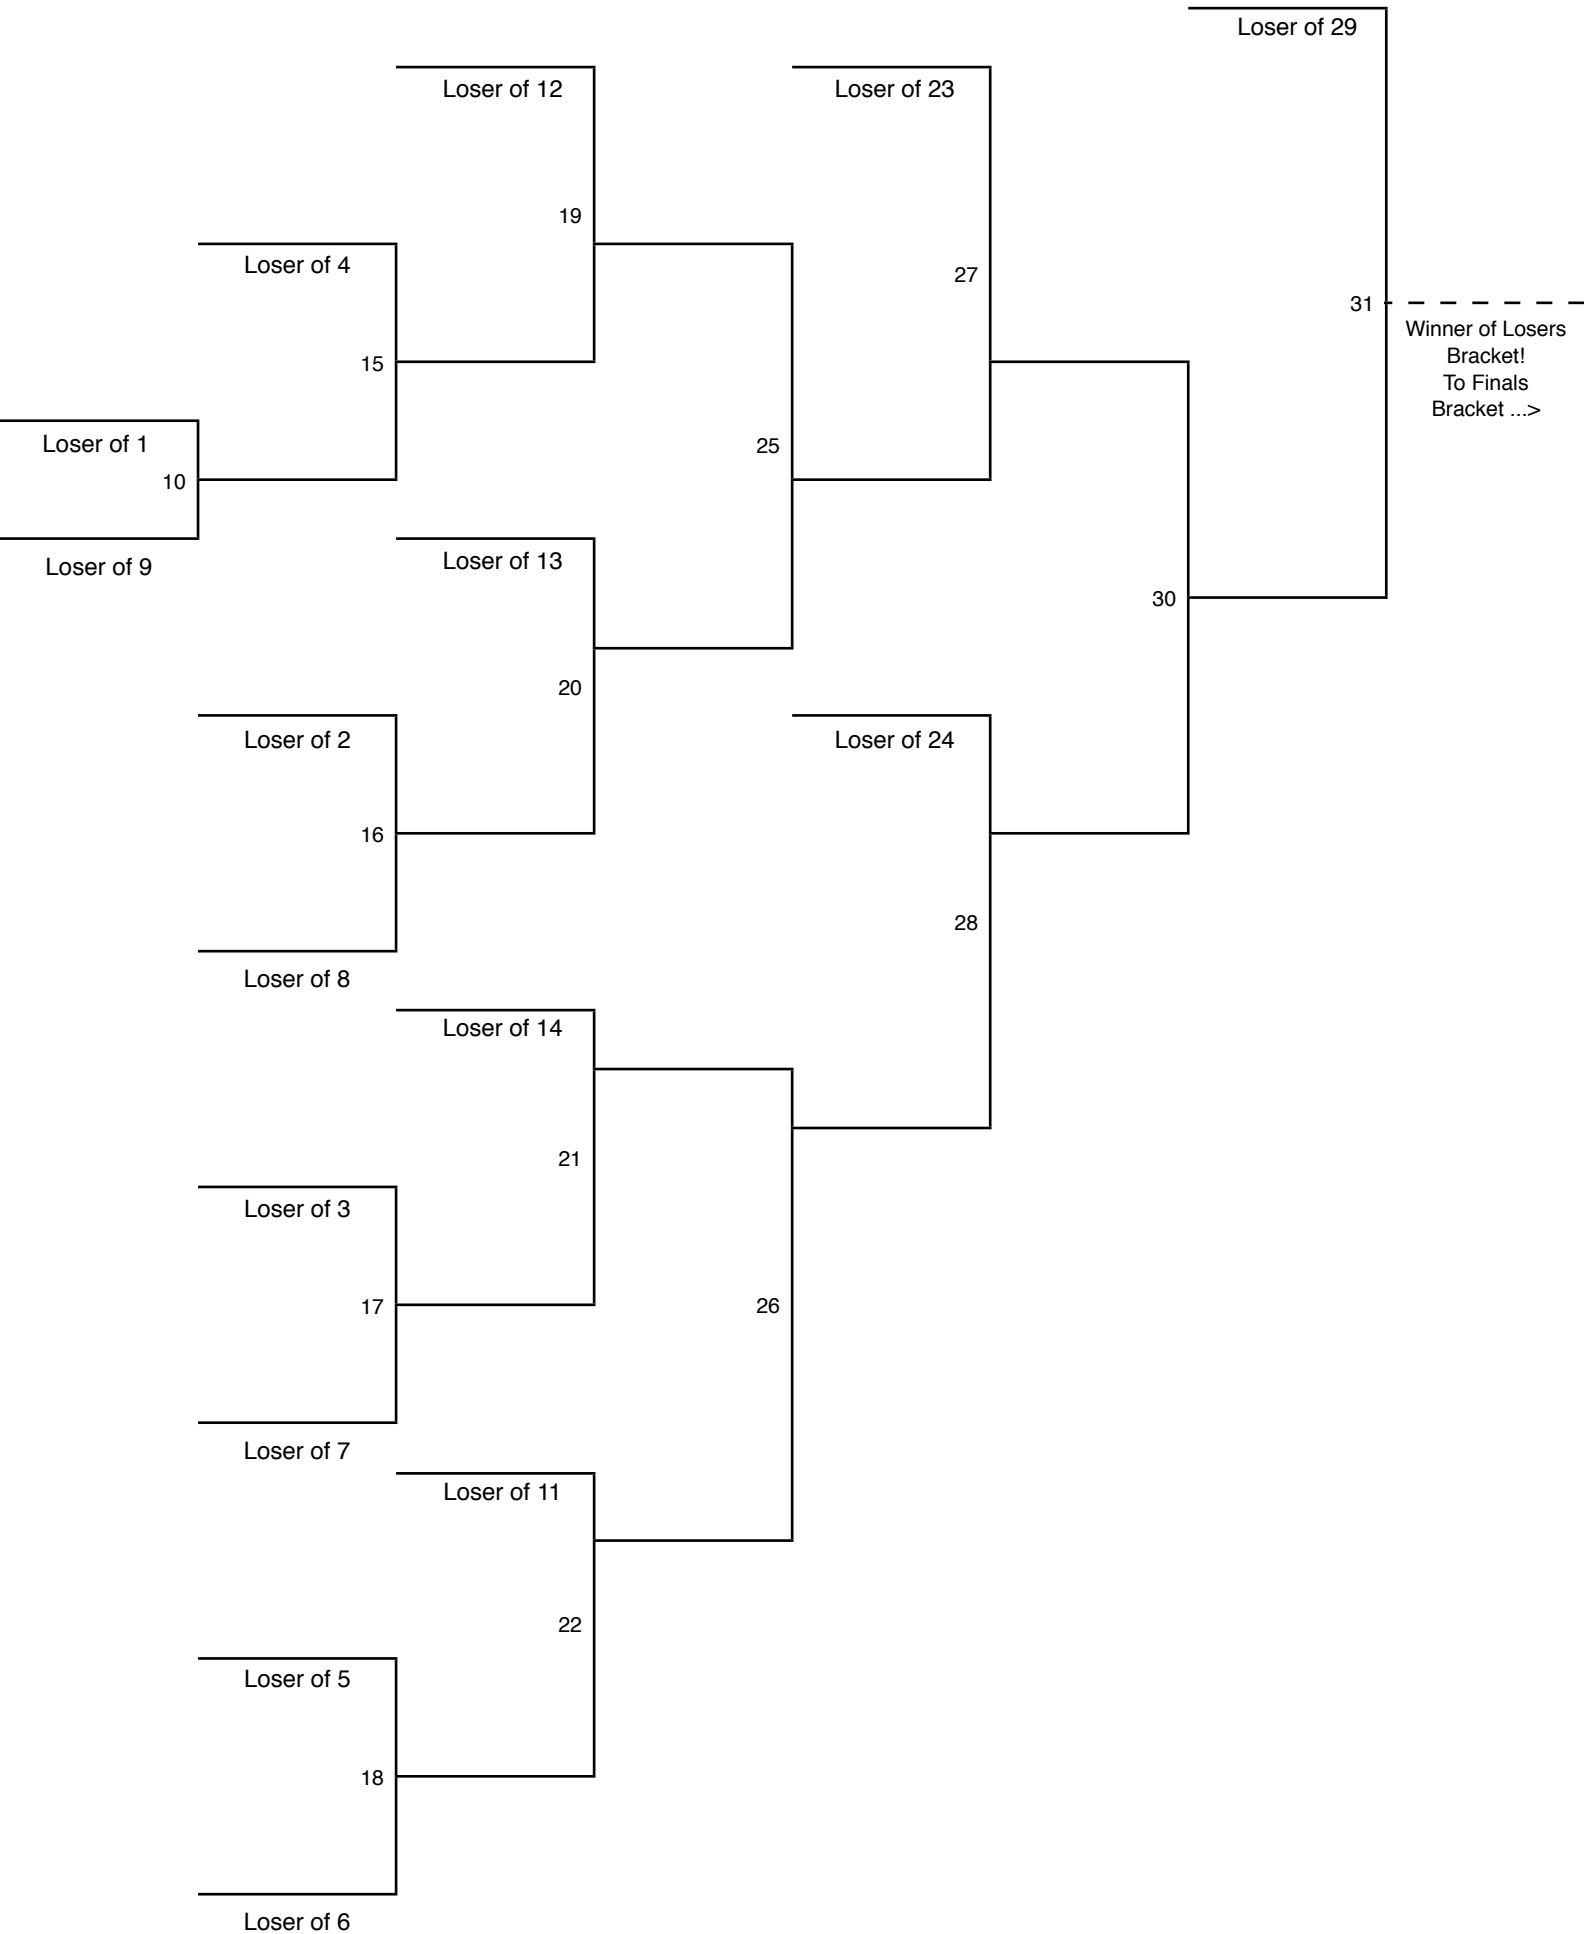 Loser of 29
Loser of 12
Loser of 23
19
Loser of 4
27
31
Winner of Losers
Bracket!
To Finals
Bracket ...>
15
Loser of 1
25
10
Loser of 13
Loser of 9
30
20
Loser of 2
Loser of 24
16
28
Loser of 8
Loser of 14
21
Loser of 3
17
26
Loser of 7
Loser of 11
22
Loser of 5
18
Loser of 6